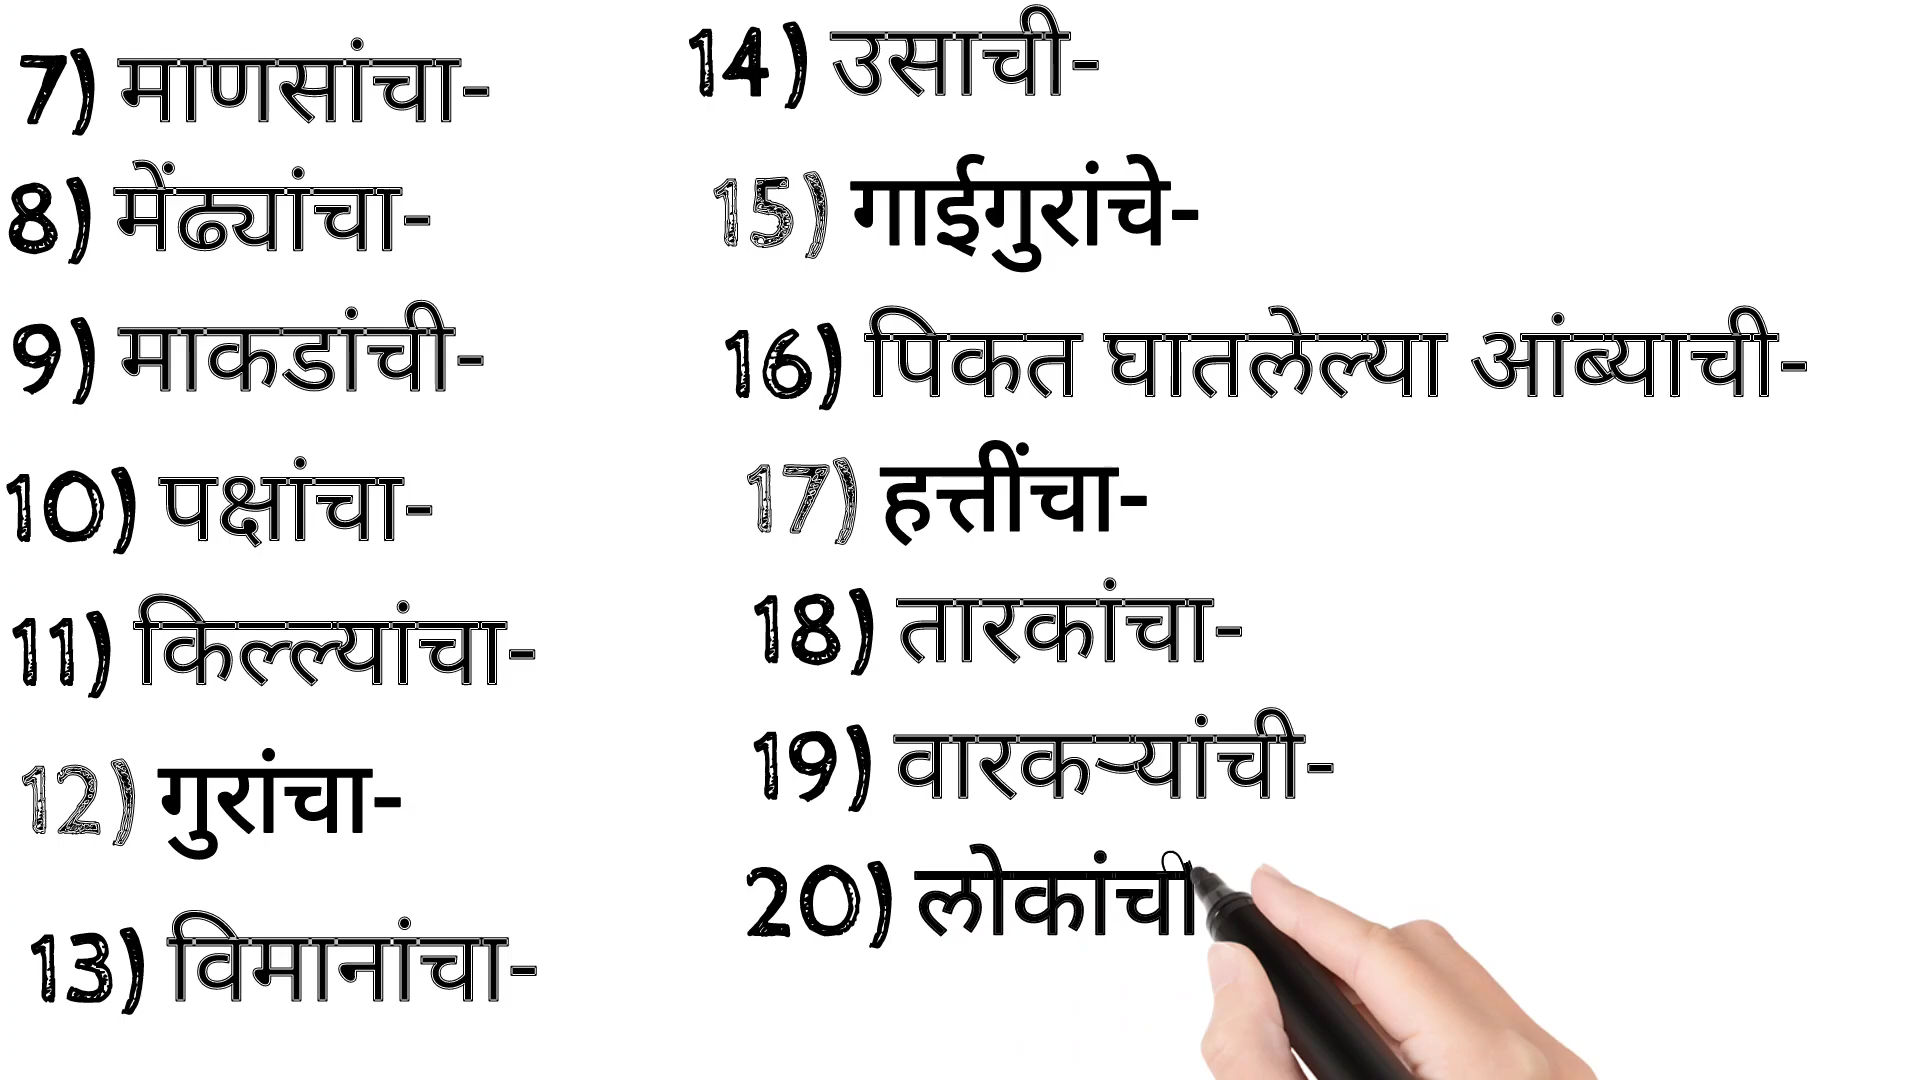 7) माणसांचा-
8) मेंढ्यांचा-
9) माकडांची-
10) पक्षांचा-
11) किल्ल्यांचा-
12) गुरांचा-
13) विमानांचा-
14) उसाची-
15) गाईगुरांचे-
16) पिकत घातलेल्या आंब्याची-
17) हत्तींचा-
18) तारकांचा-
19) वारकऱ्यांची-
20) लोकांची